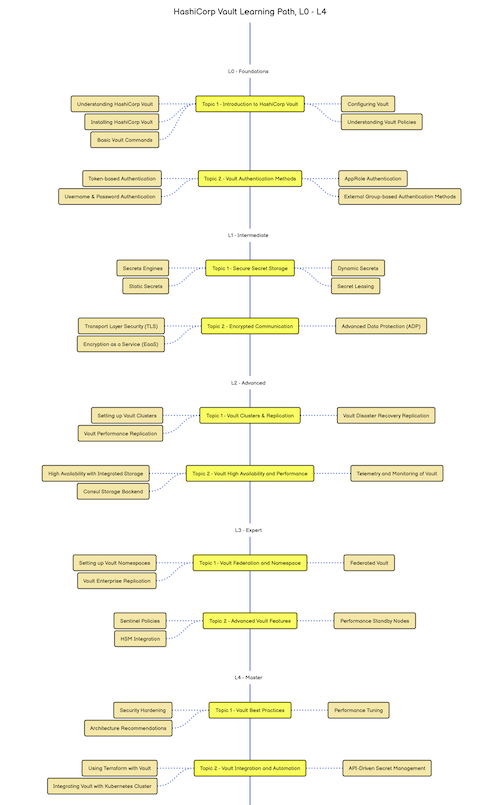 HashiCorp Vault Learning Path, L0 - L4
L0 - Foundations
Understanding HashiCorp Vault
Installing HashiCorp Vault
Basic Vault Commands
Topic 1 - Introduction to HashiCorp Vault
Configuring Vault
Understanding Vault Policies
Token-based Authentication
Username & Password Authentication
Topic 2 - Vault Authentication Methods
AppRole Authentication
External Group-based Authentication Methods
L1 - Intermediate
Secrets Engines
Static Secrets
Topic 1- Secure Secret Storage
Dynamic Secrets
Secret Leasing
Transport Layer Security (TLS)
Encryption as a Service (EaaS)
Topic 2 - Encrypted Communication
Advanced Data Protection (ADP)
L2 - Advanced
Setting up Vault Clusters
Vault Performance Replication
Topic 1 - Vault Clusters & Replication
Vault Disaster Recovery Replication
High Availability with Integrated Storage
Consul Storage Backend
Topic 2 - Vault High Availability and Performance
Telemetry and Monitoring of Vault
L3 - Expert
Setting up Vault Namespaces
Vault Enterprise Replication
Topic 1 - Vault Federation and Namespace
Federated Vault
Sentinel Policies
HSM Integration
Topic 2 - Advanced Vault Features
Performance Standby Nodes
L4 - Master
Security Hardening
Architecture Recommendations
Topic 1 - Vault Best Practices
Performance Tuning
Using Terraform with Vault
Integrating Vault with Kubernetes Cluster
Topic 2 - Vault Integration and Automation
API-Driven Secret Management